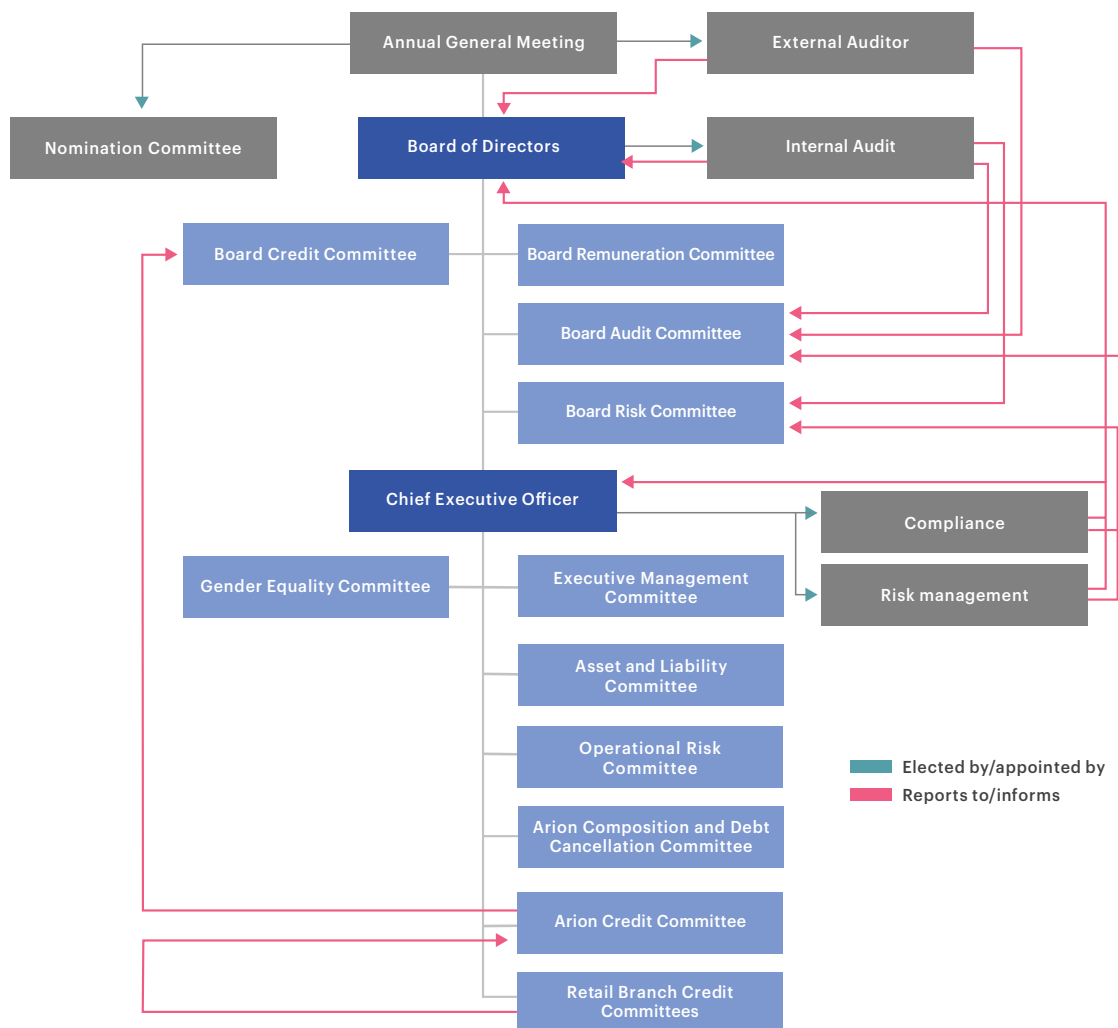 Annual General Meeting
External Auditor
Nomination Committee
Board of Directors
Internal Audit
Board Credit Committee
Board Remuneration Committee
Board Audit Committee
Board Risk Committee
Chief Executive Officer
Compliance
Gender Equality Committee
Executive Management
Committee
Risk management
Asset and Liability
Committee
Operational Risk
Committee
Elected by/appointed by
Reports to/informs
Arion Composition and Debt
Cancellation Committee
Arion Credit Committee
Retail Branch Credit
Committees